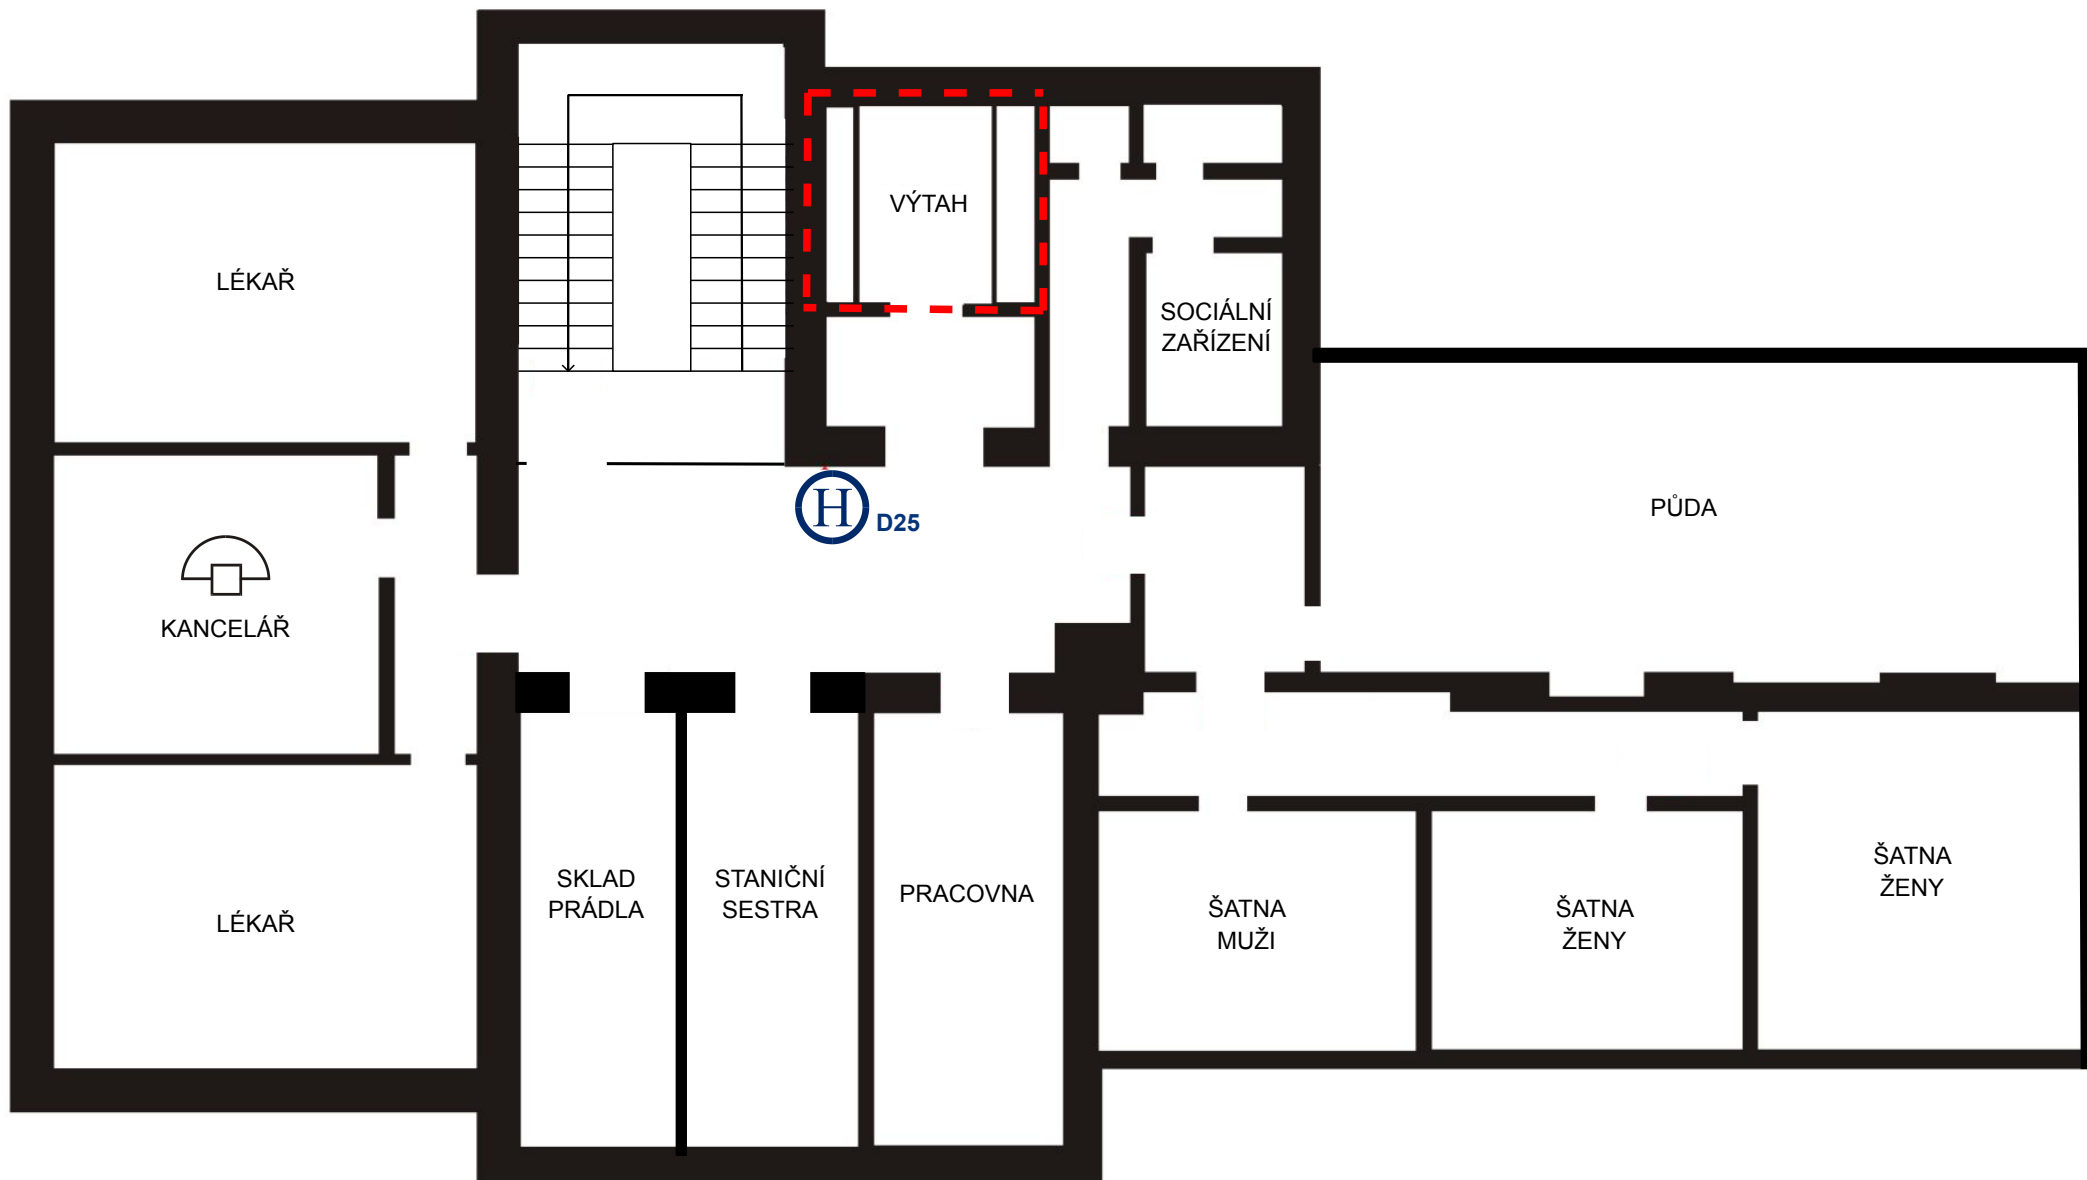 VÝTAH
LÉKAŘ
SOCIÁLNÍ
ZAŘÍZENÍ
H D25
PŮDA
KANCELÁŘ
SKLAD
PRÁDLA
STANIČNÍ
SESTRA
PRACOVNA
LÉKAŘ
ŠATNA
MUŽI
ŠATNA
ŽENY
ŠATNA
ŽENY